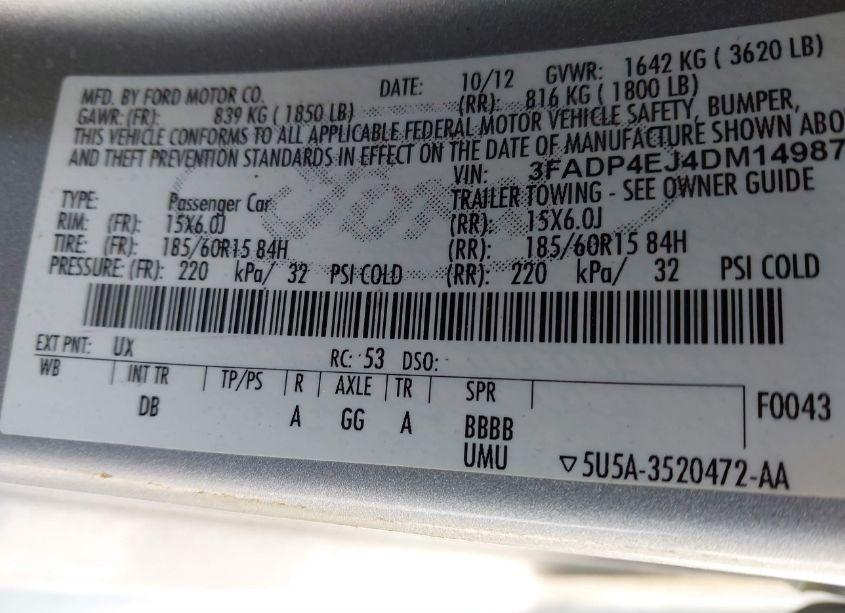 MFD. BY FORD MOTOR CO. DATE: 10/12 GVWR: 1642 KG ( 3620 LB)
GAWR: (FR): 839 KG ( 1850 LB) (RR): 816 KG ( 1800 LB)
THIS VEHICLE CONFORMS TO ALL APPLICABLE FEDERAL MOTOR VEHICLE SAFETY, BUMPER,
AND THEFT PREVENTION STANDARDS IN EFFECT ON THE DATE OF MANUFACTURE SHOWN ABO
VIN: 3FADP4EJ4DM14987
TYPE: Passenger Car TRAILER TOWING - SEE OWNER GUIDE
RIM: (FR): 15X6.0J (RR): 15X6.0J
TIRE: (FR): 185/60R15 84H (RR): 185/60R15 84H
PRESSURE: (FR): 220 kPa/ 32 PSI COLD (RR): 220 kPa/ 32 PSI COLD
EXT PNT: UX RC: 53 DSO:
WB INT TR TP/PS R AXLE TR SPR
DB A GG A BBBB F0043
UMU ▽5U5A-3520472-AA